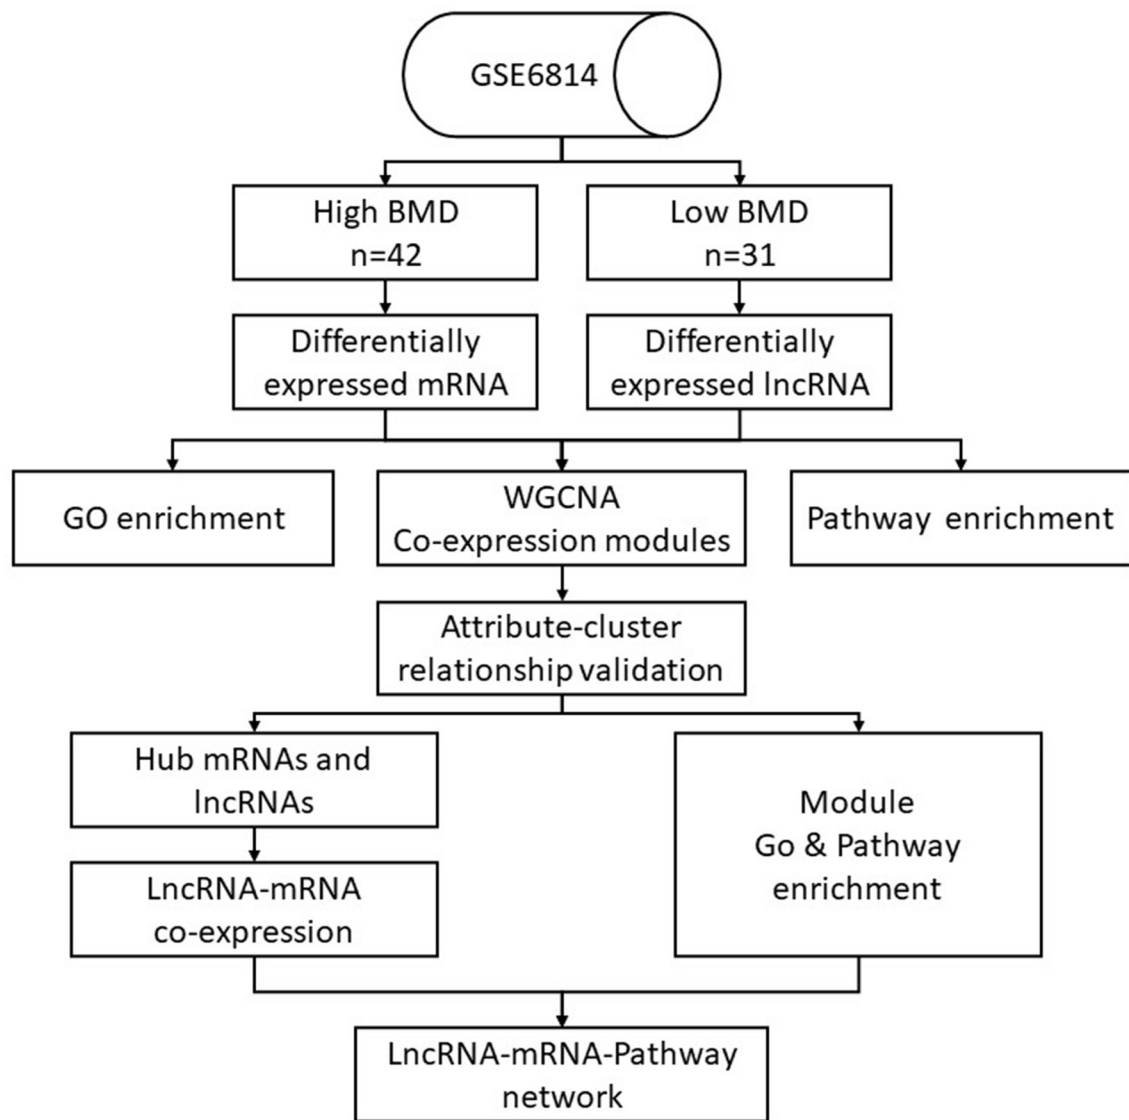 GSE6814
High BMD
n=42
Low BMD
n=31
Differentially
expressed mRNA
Differentially
expressed lncRNA
GO enrichment
WGCNA
Co-expression modules
Pathway enrichment
Attribute-cluster
relationship validation
Hub mRNAs and
lncRNAs
Module
Go & Pathway
enrichment
LncRNA-mRNA
co-expression
LncRNA-mRNA-Pathway
network